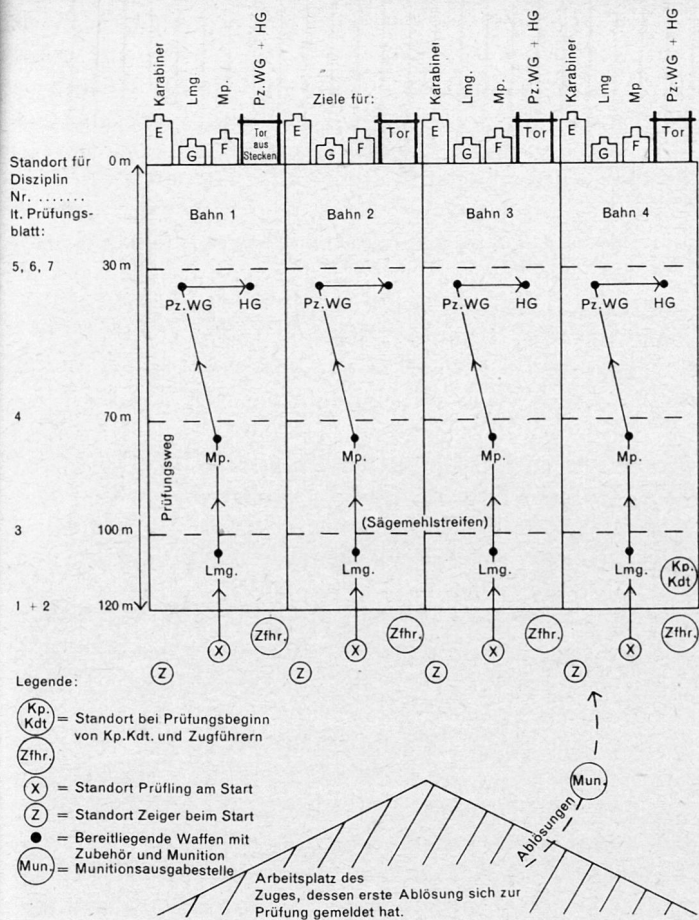 Karabiner
Lmg
Mp.
Pz.WG + HG
Karabiner
Lmg.
Mp.
Pz.WG + HG
Karabiner
Lmg
Mp
Pz.WG + HG
Ziele für:
E
G
F
Tor
aus
Stecken
E
G
F
Tor
E
G
F
Tor
E
G
F
Tor
Standort für
Disziplin
Nr. .......
lt. Prüfungs-
blatt:
0 m
Bahn 1
Bahn 2
Bahn 3
Bahn 4
5, 6, 7
30 m
Pz.WG
HG
Pz.WG
Pz.WG
HG
Pz.WG
HG
4
70 m
Prüfungsweg
Mp.
Mp.
Mp.
Mp.
(Sägemehlstreifen)
3
100 m
Lmg.
Lmg.
Lmg.
Lmg.
Kp.
Kdt
1 + 2
120 m
Zfhr.
Zfhr.
Zfhr.
Zfhr.
X
X
X
X
Z
Z
Z
Z
Legende:
Kp.
Kdt
= Standort bei Prüfungsbeginn
von Kp.Kdt. und Zugführern
Zfhr.
X = Standort Prüfling am Start
Z = Standort Zeiger beim Start
= Bereitliegende Waffen mit
Zubehör und Munition
Mun. = Munitionsausgabestelle
Mun.
Ablösungen
Arbeitsplatz des
Zuges, dessen erste Ablösung sich zur
Prüfung gemeldet hat.